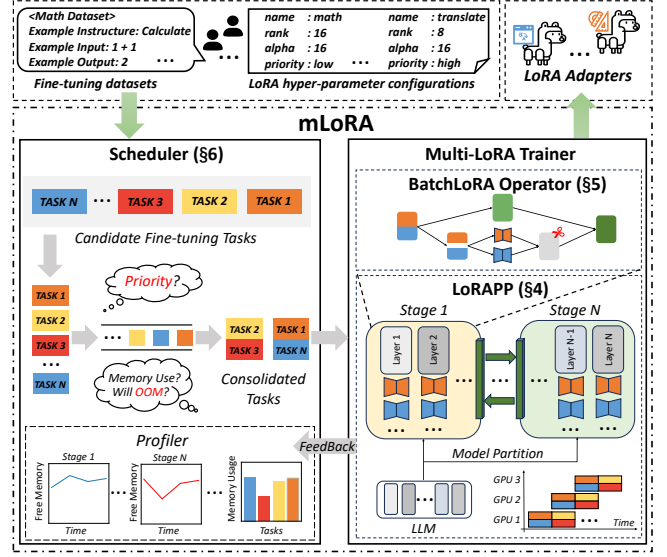 <Math Dataset>
Example Instructure: Calculate
Example Input: 1 + 1
Example Output: 2 ...
Fine-tuning datasets
name : math
rank : 16
alpha : 16
priority : low
...
name : translate
rank : 8
alpha : 16
priority : high
LoRA hyper-parameter configurations
...
LoRA Adapters
mLoRA
Scheduler (§6)
TASK N ... TASK 3 TASK 2 TASK 1
Candidate Fine-tuning Tasks
TASK 1
TASK 2
TASK 3
...
TASK N
Priority?
...
Memory Use?
Will OOM?
TASK 2 TASK 1
TASK 3 TASK N
Consolidated
Tasks
Profiler
Stage 1
Free Memory
Time
...
Stage N
Free Memory
Time
...
Memory Usage
Tasks
FeedBack
Multi-LoRA Trainer
BatchLoRA Operator (§5)
LoRAPP (§4)
Stage 1
Stage N
Layer 1
Layer 2
... ...
Layer N-1
Layer N
... ...
... ...
Model Partition
...
LLM
GPU 3
GPU 2
GPU 1
...
Time